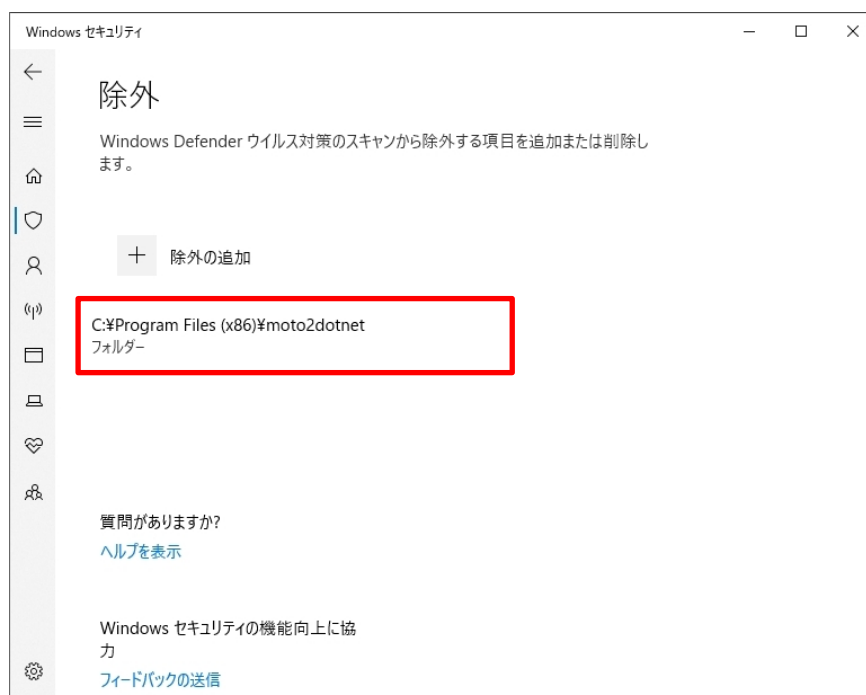 Windows セキュリティ
除外
Windows Defender ウイルス対策のスキャンから除外する項目を追加または削除し
ます。
除外の追加
C:¥Program Files (x86)¥moto2dotnet
フォルダー
質問がありますか?
ヘルプを表示
Windows セキュリティの機能向上に協
力
フィードバックの送信